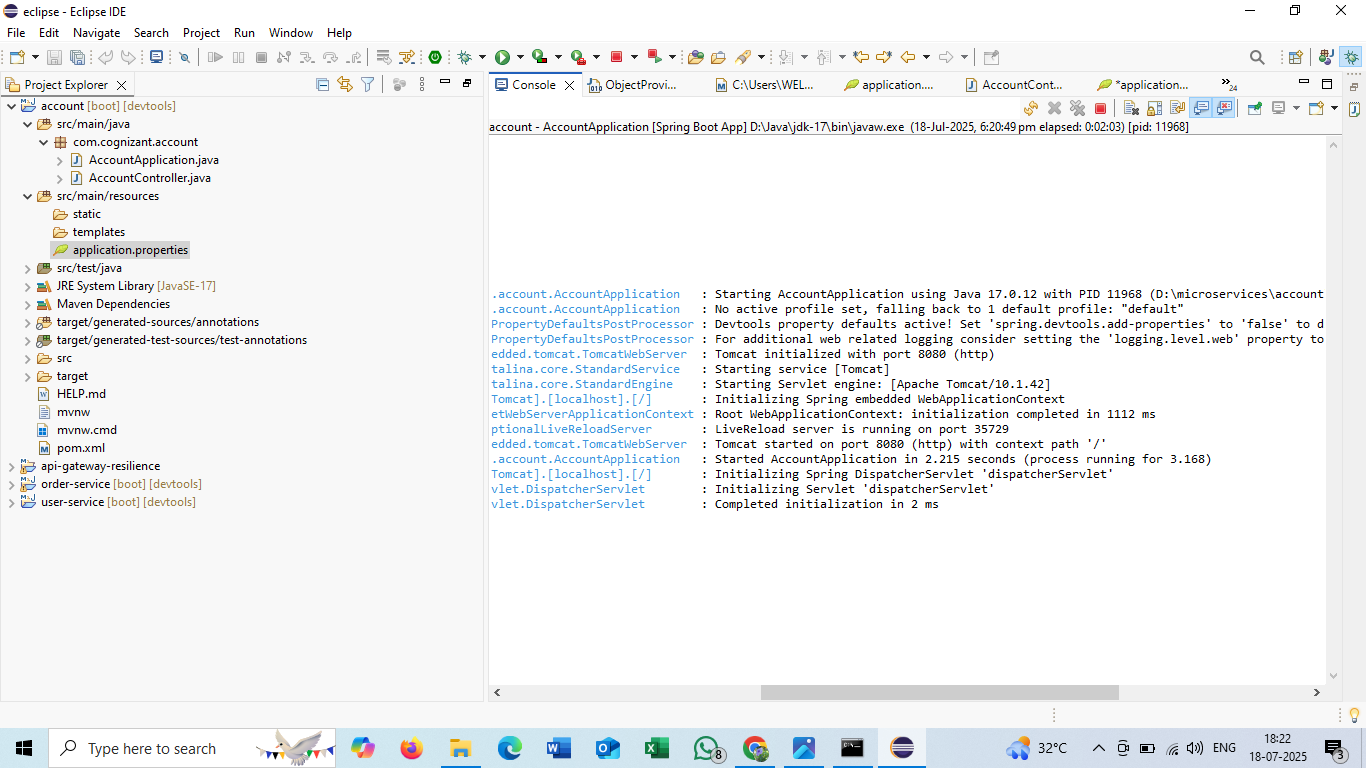 eclipse - Eclipse IDE
File Edit Navigate Search Project Run Window Help
Project Explorer
account [boot] [devtools]
src/main/java
com.cognizant.account
AccountApplication.java
AccountController.java
src/main/resources
static
templates
application.properties
src/test/java
JRE System Library [JavaSE-17]
Maven Dependencies
target/generated-sources/annotations
target/generated-test-sources/test-annotations
src
target
HELP.md
mvnw
mvnw.cmd
pom.xml
api-gateway-resilience
order-service [boot] [devtools]
user-service [boot] [devtools]
Console ObjectProvi... C:\Users\WEL... application.... AccountCont... *application... 24
account - AccountApplication [Spring Boot App] D:\Java\jdk-17\bin\javaw.exe (18-Jul-2025, 6:20:49 pm elapsed: 0:02:03) [pid: 11968]
.account.AccountApplication : Starting AccountApplication using Java 17.0.12 with PID 11968 (D:\microservices\account
.account.AccountApplication : No active profile set, falling back to 1 default profile: "default"
PropertyDefaultsPostProcessor : Devtools property defaults active! Set 'spring.devtools.add-properties' to 'false' to d
PropertyDefaultsPostProcessor : For additional web related logging consider setting the 'logging.level.web' property to
edded.tomcat.TomcatWebServer : Tomcat initialized with port 8080 (http)
talina.core.StandardService : Starting service [Tomcat]
talina.core.StandardEngine : Starting Servlet engine: [Apache Tomcat/10.1.42]
Tomcat].[localhost].[/] : Initializing Spring embedded WebApplicationContext
etWebServerApplicationContext : Root WebApplicationContext: initialization completed in 1112 ms
ptionalLiveReloadServer : LiveReload server is running on port 35729
edded.tomcat.TomcatWebServer : Tomcat started on port 8080 (http) with context path '/'
.account.AccountApplication : Started AccountApplication in 2.215 seconds (process running for 3.168)
Tomcat].[localhost].[/] : Initializing Spring DispatcherServlet 'dispatcherServlet'
vlet.DispatcherServlet : Initializing Servlet 'dispatcherServlet'
vlet.DispatcherServlet : Completed initialization in 2 ms
Type here to search
8
32°C
ENG
18:22
18-07-2025
3